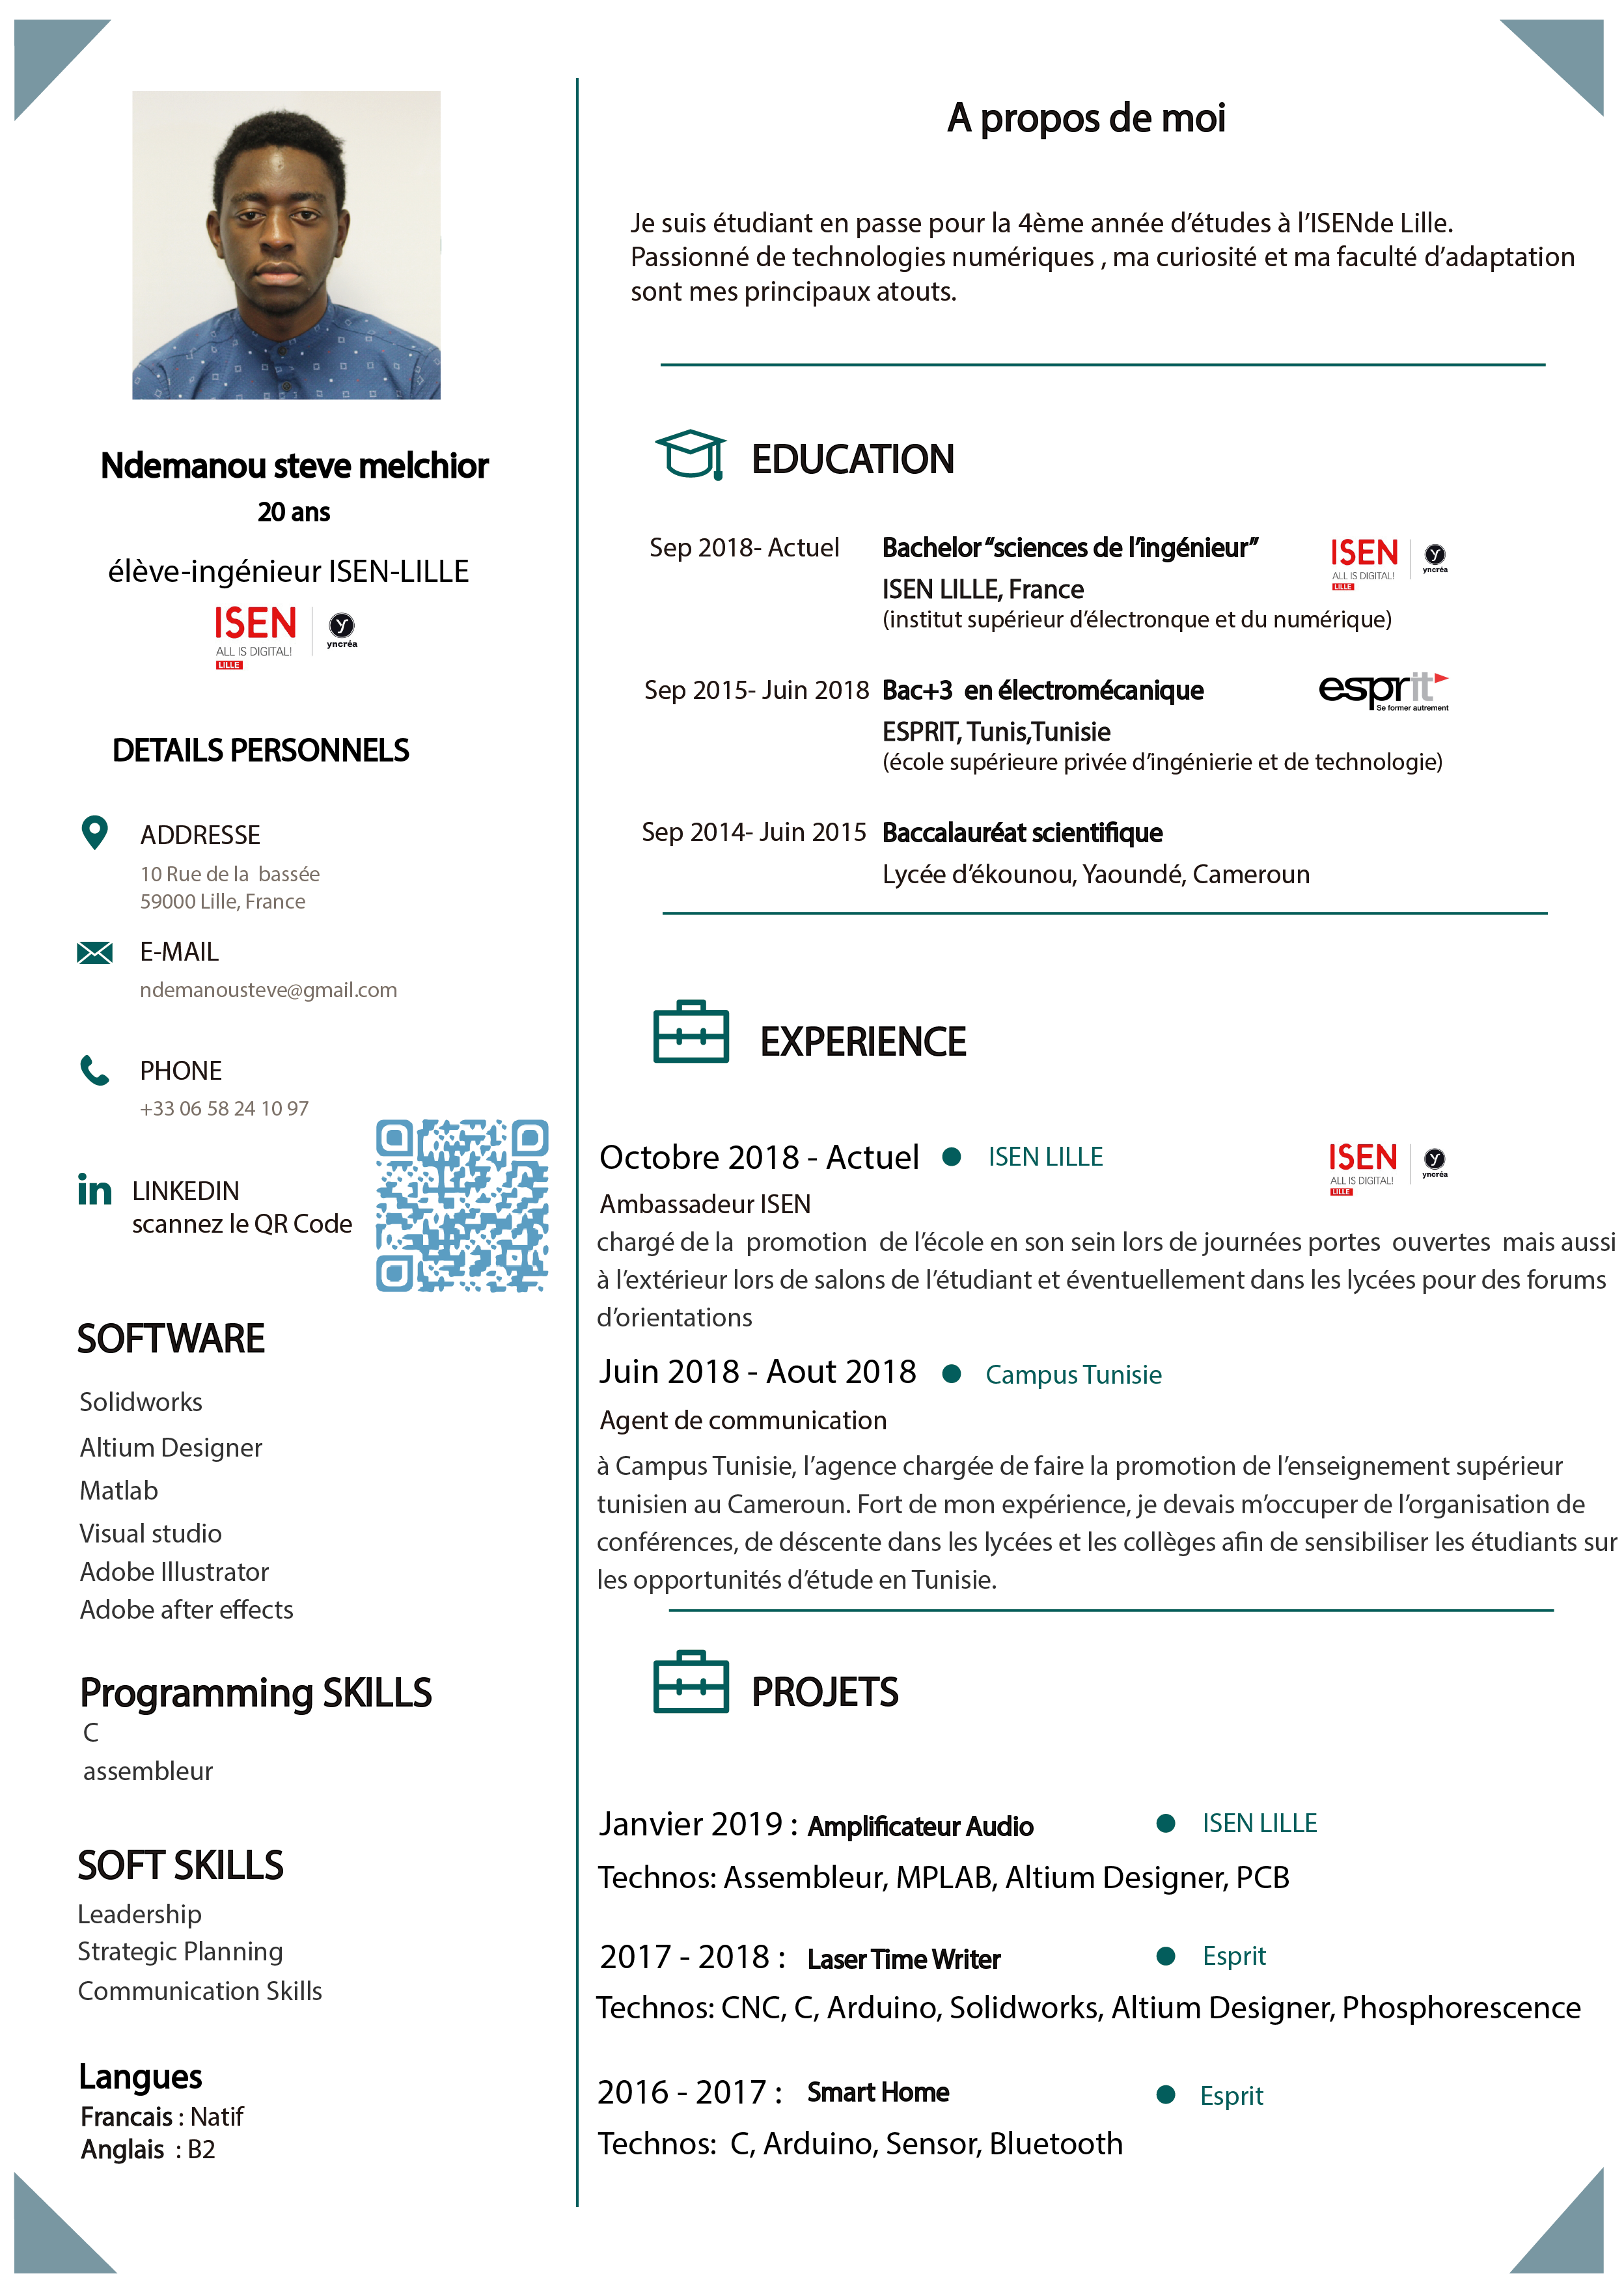 Ndemanou steve melchior
20 ans
élève-ingénieur ISEN-LILLE
ISEN
ALL IS DIGITAL!
LILLE
yncréa
DETAILS PERSONNELS
ADDRESSE
10 Rue de la bassée
59000 Lille, France
E-MAIL
ndemanousteve@gmail.com
PHONE
+33 06 58 24 10 97
LINKEDIN
scannez le QR Code
SOFTWARE
Solidworks
Altium Designer
Matlab
Visual studio
Adobe Illustrator
Adobe after effects
Programming SKILLS
C
assembleur
SOFT SKILLS
Leadership
Strategic Planning
Communication Skills
Langues
Francais : Natif
Anglais : B2
A propos de moi
Je suis étudiant en passe pour la 4ème année d’études à l’ISENde Lille.
Passionné de technologies numériques , ma curiosité et ma faculté d’adaptation
sont mes principaux atouts.
EDUCATION
Sep 2018- Actuel Bachelor “sciences de l’ingénieur”
ISEN LILLE, France
(institut supérieur d’électronque et du numérique)
ISEN
ALL IS DIGITAL!
LILLE
yncréa
Sep 2015- Juin 2018 Bac+3 en électromécanique
ESPRIT, Tunis,Tunisie
(école supérieure privée d’ingénierie et de technologie)
esprit
Se former autrement
Sep 2014- Juin 2015 Baccalauréat scientifique
Lycée d’ékounou, Yaoundé, Cameroun
EXPERIENCE
Octobre 2018 - Actuel ISEN LILLE
ISEN
ALL IS DIGITAL!
LILLE
yncréa
Ambassadeur ISEN
chargé de la promotion de l’école en son sein lors de journées portes ouvertes mais aussi
à l’extérieur lors de salons de l’étudiant et éventuellement dans les lycées pour des forums
d’orientations
Juin 2018 - Aout 2018 Campus Tunisie
Agent de communication
à Campus Tunisie, l’agence chargée de faire la promotion de l’enseignement supérieur
tunisien au Cameroun. Fort de mon expérience, je devais m’occuper de l’organisation de
conférences, de déscente dans les lycées et les collèges afin de sensibiliser les étudiants sur
les opportunités d’étude en Tunisie.
PROJETS
Janvier 2019 : Amplificateur Audio ISEN LILLE
Technos: Assembleur, MPLAB, Altium Designer, PCB
2017 - 2018 : Laser Time Writer Esprit
Technos: CNC, C, Arduino, Solidworks, Altium Designer, Phosphorescence
2016 - 2017 : Smart Home Esprit
Technos: C, Arduino, Sensor, Bluetooth